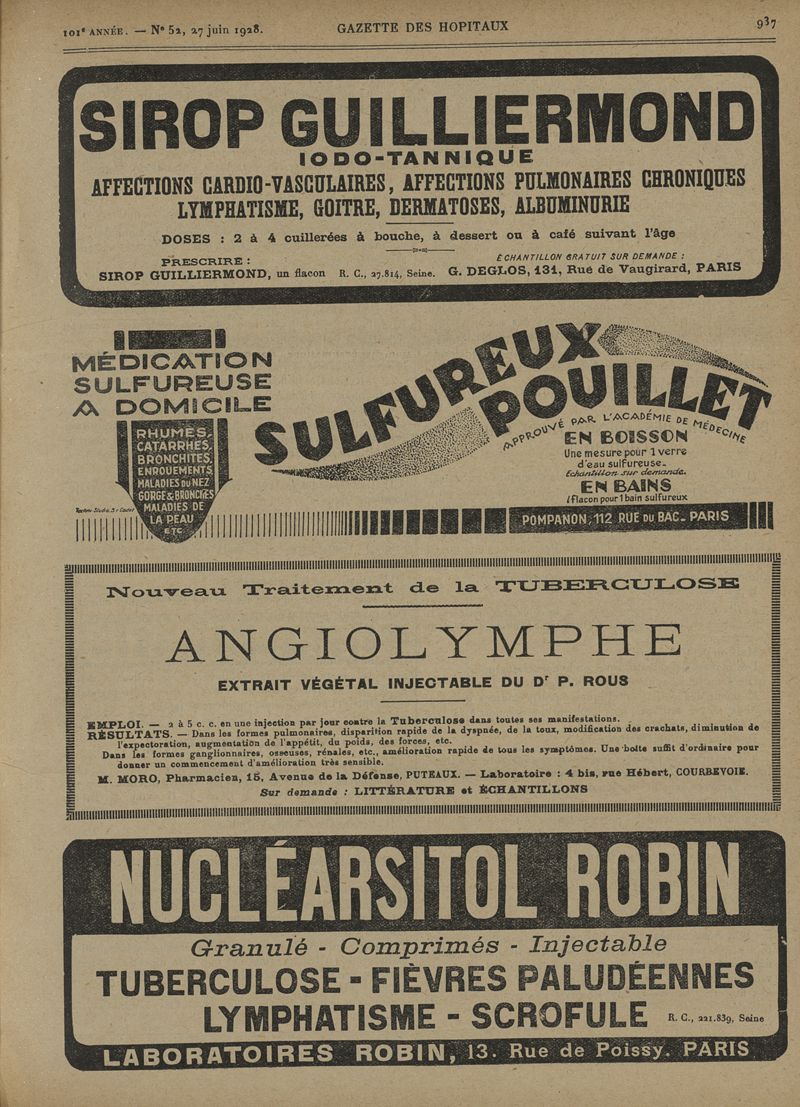 101e ANNÉE. — N° 52, 27 juin 1928. GAZETTE DES HOPITAUX 937
SIROP GUILLIERMOND
IODO-TANNIQUE
AFFECTIONS CARDIO-VASCULAIRES, AFFECTIONS PULMONAIRES CHRONIQUES
LYMPHATISME, GOITRE, DERMATOSES, ALBUMINURIE
DOSES : 2 à 4 cuillerées à bouche, à dessert ou à café suivant l'âge
PRESCRIRE :
SIROP GUILLIERMOND, un flacon R. C., 27.814, Seine.
ÉCHANTILLON GRATUIT SUR DEMANDE :
G. DEGLOS, 131, Rue de Vaugirard, PARIS
MÉDICATION
SULFUREUSE
A DOMICILE
RHUMES,
CATARRHES,
BRONCHITES,
ENROUEMENTS
MALADIES DU NEZ
GORGE & BRONCHES
MALADIES DE
LA PEAU
ETC
SULFUREUX
POUILLET
APPROUVÉ PAR L'ACADÉMIE DE MÉDECINE
EN BOISSON
Une mesure pour 1 verre
d'eau sulfureuse.
Echantillon sur demande.
EN BAINS
1 flacon pour 1 bain sulfureux
POMPANON, 112 RUE DU BAC. PARIS
Nouveau Traitement de la TUBERCULOSE
ANGIOLYMPHE
EXTRAIT VÉGÉTAL INJECTABLE DU Dr P. ROUS
EMPLOI. — 2 à 5 c. c. en une injection par jour contre la Tuberculose dans toutes ses manifestations.
RÉSULTATS. — Dans les formes pulmonaires, disparition rapide de la dyspnée, de la toux, modification des crachats, diminution de
l'expectoration, augmentation de l'appétit, du poids, des forces, etc.
Dans les formes ganglionnaires, osseuses, rénales, etc., amélioration rapide de tous les symptômes. Une boîte suffit d'ordinaire pour
donner un commencement d'amélioration très sensible.
M. MORO, Pharmacien, 15, Avenue de la Défense, PUTEAUX. — Laboratoire : 4 bis, rue Hébert, COURBEVOIE.
Sur demande : LITTÉRATURE et ÉCHANTILLONS
NUCLÉARSITOL ROBIN
Granulé - Comprimés - Injectable
TUBERCULOSE - FIÈVRES PALUDÉENNES
LYMPHATISME - SCROFULE R. C., 221.839, Seine
LABORATOIRES ROBIN, 13. Rue de Poissy. PARIS